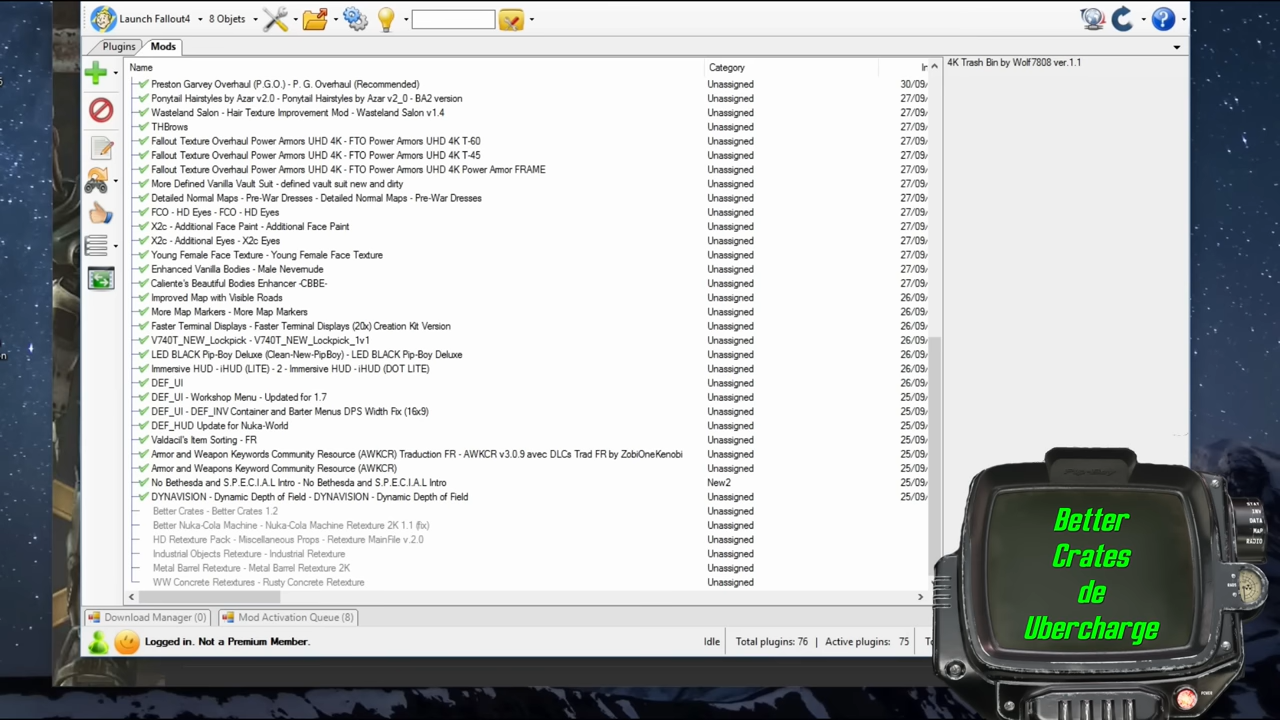 Launch Fallout4 8 Objets
Plugins Mods
Name Category
4K Trash Bin by Wolf7808 ver.1.1
Preston Garvey Overhaul (P.G.O.) - P. G. Overhaul (Recommended) Unassigned 30/09/
Ponytail Hairstyles by Azar v2.0 - Ponytail Hairstyles by Azar v2_0 - BA2 version Unassigned 27/09/
Wasteland Salon - Hair Texture Improvement Mod - Wasteland Salon v1.4 Unassigned 27/09/
THBrows Unassigned 27/09/
Fallout Texture Overhaul Power Armors UHD 4K - FTO Power Armors UHD 4K T-60 Unassigned 27/09/
Fallout Texture Overhaul Power Armors UHD 4K - FTO Power Armors UHD 4K T-45 Unassigned 27/09/
Fallout Texture Overhaul Power Armors UHD 4K - FTO Power Armors UHD 4K Power Armor FRAME Unassigned 27/09/
More Defined Vanilla Vault Suit - defined vault suit new and dirty Unassigned 27/09/
Detailed Normal Maps - Pre-War Dresses - Detailed Normal Maps - Pre-War Dresses Unassigned 27/09/
FCO - HD Eyes - FCO - HD Eyes Unassigned 27/09/
X2c - Additional Face Paint - Additional Face Paint Unassigned 27/09/
X2c - Additional Eyes - X2c Eyes Unassigned 27/09/
Young Female Face Texture - Young Female Face Texture Unassigned 27/09/
Enhanced Vanilla Bodies - Male Nevernude Unassigned 27/09/
Caliente's Beautiful Bodies Enhancer -CBBE- Unassigned 27/09/
Improved Map with Visible Roads Unassigned 26/09/
More Map Markers - More Map Markers Unassigned 26/09/
Faster Terminal Displays - Faster Terminal Displays (20x) Creation Kit Version Unassigned 26/09/
V740T_NEW_Lockpick - V740T_NEW_Lockpick_1v1 Unassigned 26/09/
LED BLACK Pip-Boy Deluxe (Clean-New-PipBoy) - LED BLACK Pip-Boy Deluxe Unassigned 26/09/
Immersive HUD - iHUD (LITE) - 2 - Immersive HUD - iHUD (DOT LITE) Unassigned 26/09/
DEF_UI Unassigned 26/09/
DEF_UI - Workshop Menu - Updated for 1.7 Unassigned 25/09/
DEF_UI - DEF_INV Container and Barter Menus DPS Width Fix (16x9) Unassigned 25/09/
DEF_HUD Update for Nuka-World Unassigned 25/09/
Valdacil's Item Sorting - FR Unassigned 25/09/
Armor and Weapon Keywords Community Resource (AWKCR) Traduction FR - AWKCR v3.0.9 avec DLCs Trad FR by ZobiOneKenobi Unassigned 25/09/
Armor and Weapons Keyword Community Resource (AWKCR) Unassigned 25/09/
No Bethesda and S.P.E.C.I.A.L Intro - No Bethesda and S.P.E.C.I.A.L Intro New2 25/09/
DYNAVISION - Dynamic Depth of Field - DYNAVISION - Dynamic Depth of Field Unassigned 25/09/
Better Crates - Better Crates 1.2 Unassigned
Better Nuka-Cola Machine - Nuka-Cola Machine Retexture 2K 1.1 (fix) Unassigned
HD Retexture Pack - Miscellaneous Props - Retexture MainFile v.2.0 Unassigned
Industrial Objects Retexture - Industrial Retexture Unassigned
Metal Barrel Retexture - Metal Barrel Retexture 2K Unassigned
WW Concrete Retextures - Rusty Concrete Retexture Unassigned
Download Manager (0) Mod Activation Queue (8)
Logged in. Not a Premium Member. Idle Total plugins: 76 | Active plugins: 75
Better
Crates
de
Ubercharge
STAT
INV
DATA
MAP
RADIO
POWER